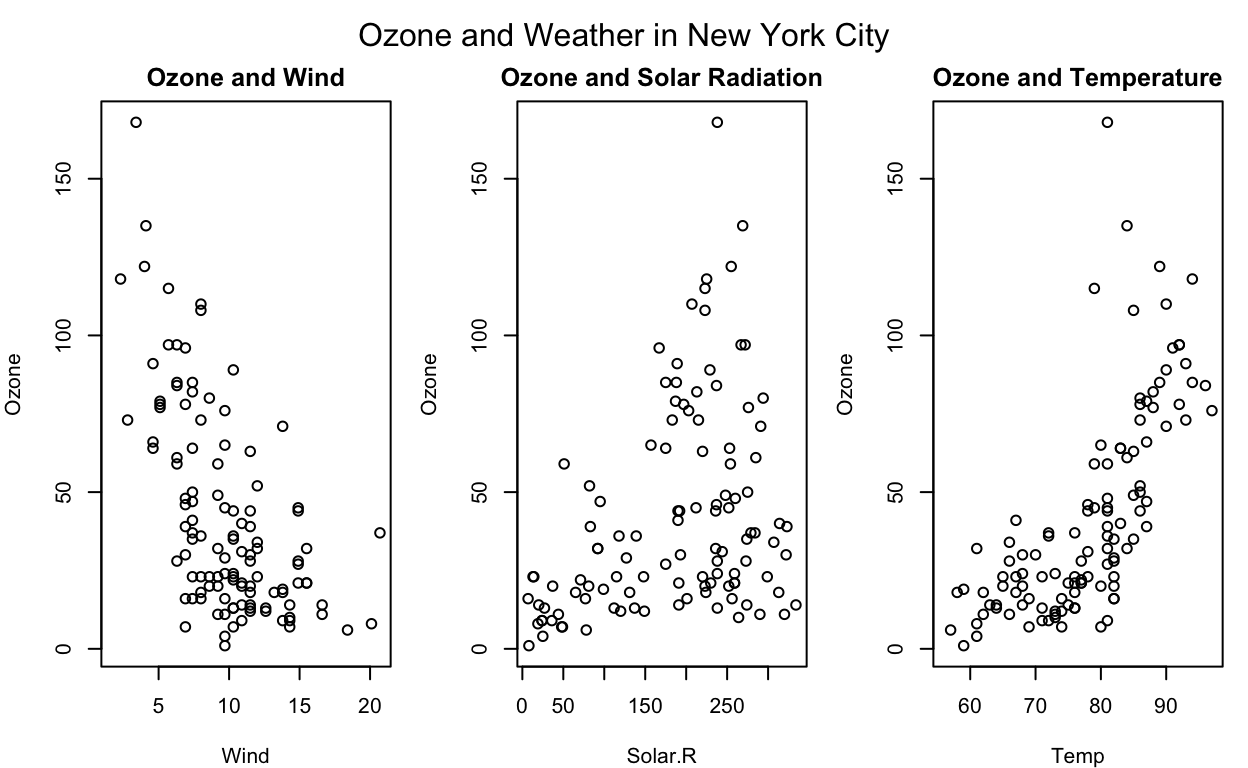 Ozone and Weather in New York City
Ozone and Wind
Ozone
0 50 100 150
5 10 15 20
Wind
Ozone and Solar Radiation
Ozone
0 50 100 150
0 50 150 250
Solar.R
Ozone and Temperature
Ozone
0 50 100 150
60 70 80 90
Temp